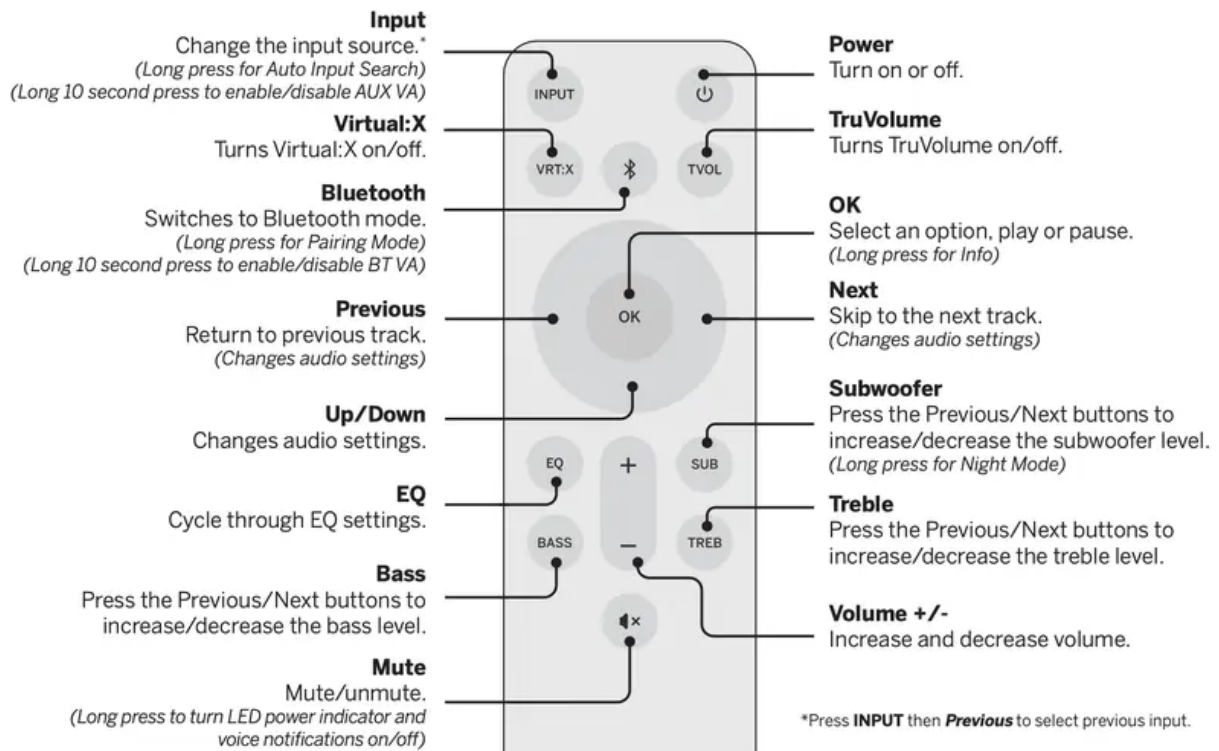 Input
Change the input source.*
(Long press for Auto Input Search)
(Long 10 second press to enable/disable AUX VA)
Virtual:X
Turns Virtual:X on/off.
Bluetooth
Switches to Bluetooth mode.
(Long press for Pairing Mode)
(Long 10 second press to enable/disable BT VA)
Previous
Return to previous track.
(Changes audio settings)
Up/Down
Changes audio settings.
EQ
Cycle through EQ settings.
Bass
Press the Previous/Next buttons to
increase/decrease the bass level.
Mute
Mute/unmute.
(Long press to turn LED power indicator and
voice notifications on/off)
INPUT
VRT:X
TVOL
OK
EQ
+
SUB
BASS
–
TREB
Power
Turn on or off.
TruVolume
Turns TruVolume on/off.
OK
Select an option, play or pause.
(Long press for Info)
Next
Skip to the next track.
(Changes audio settings)
Subwoofer
Press the Previous/Next buttons to
increase/decrease the subwoofer level.
(Long press for Night Mode)
Treble
Press the Previous/Next buttons to
increase/decrease the treble level.
Volume +/-
Increase and decrease volume.
*Press INPUT then Previous to select previous input.